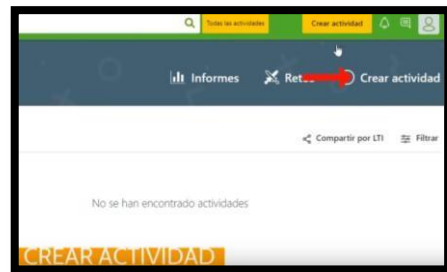 Todas las actividades Crear actividad
Informes Crear actividad
Compartir por LTI Filtrar
No se han encontrado actividades
CREAR ACTIVIDAD